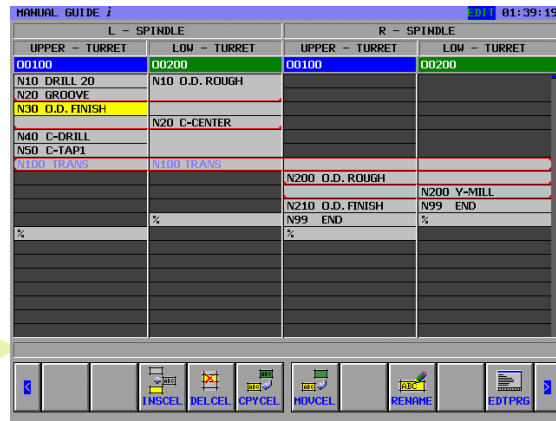 MANUAL GUIDE i EDIT 01:39:19
L - SPINDLE R - SPINDLE
UPPER - TURRET LOW - TURRET UPPER - TURRET LOW - TURRET
O0100 O0200 O0100 O0200
N10 DRILL 20 N10 O.D. ROUGH
N20 GROOVE
N30 O.D. FINISH
N20 C-CENTER
N40 C-DRILL
N50 C-TAP1
N100 TRANS N100 TRANS
N200 O.D. ROUGH
N200 Y-MILL
N210 O.D. FINISH N99 END
% N99 END %
% %
< INSCEL DELCEL CPYCEL MOVCEL RENAME EDTPRG >